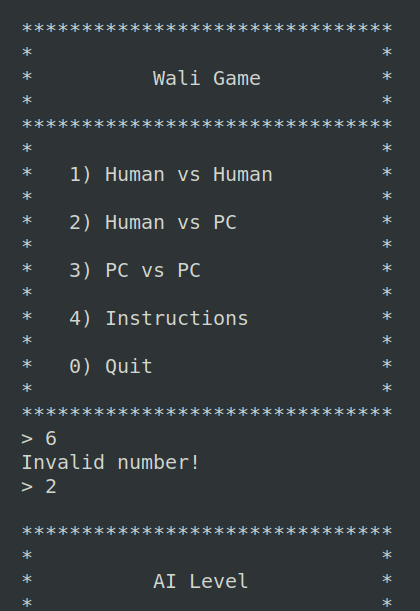 *******************************
*                             *
*          Wali Game          *
*                             *
*******************************
*                             *
*   1) Human vs Human         *
*                             *
*   2) Human vs PC            *
*                             *
*   3) PC vs PC               *
*                             *
*   4) Instructions           *
*                             *
*   0) Quit                   *
*                             *
*******************************
> 6
Invalid number!
> 2

*******************************
*                             *
*          AI Level           *
*                             *